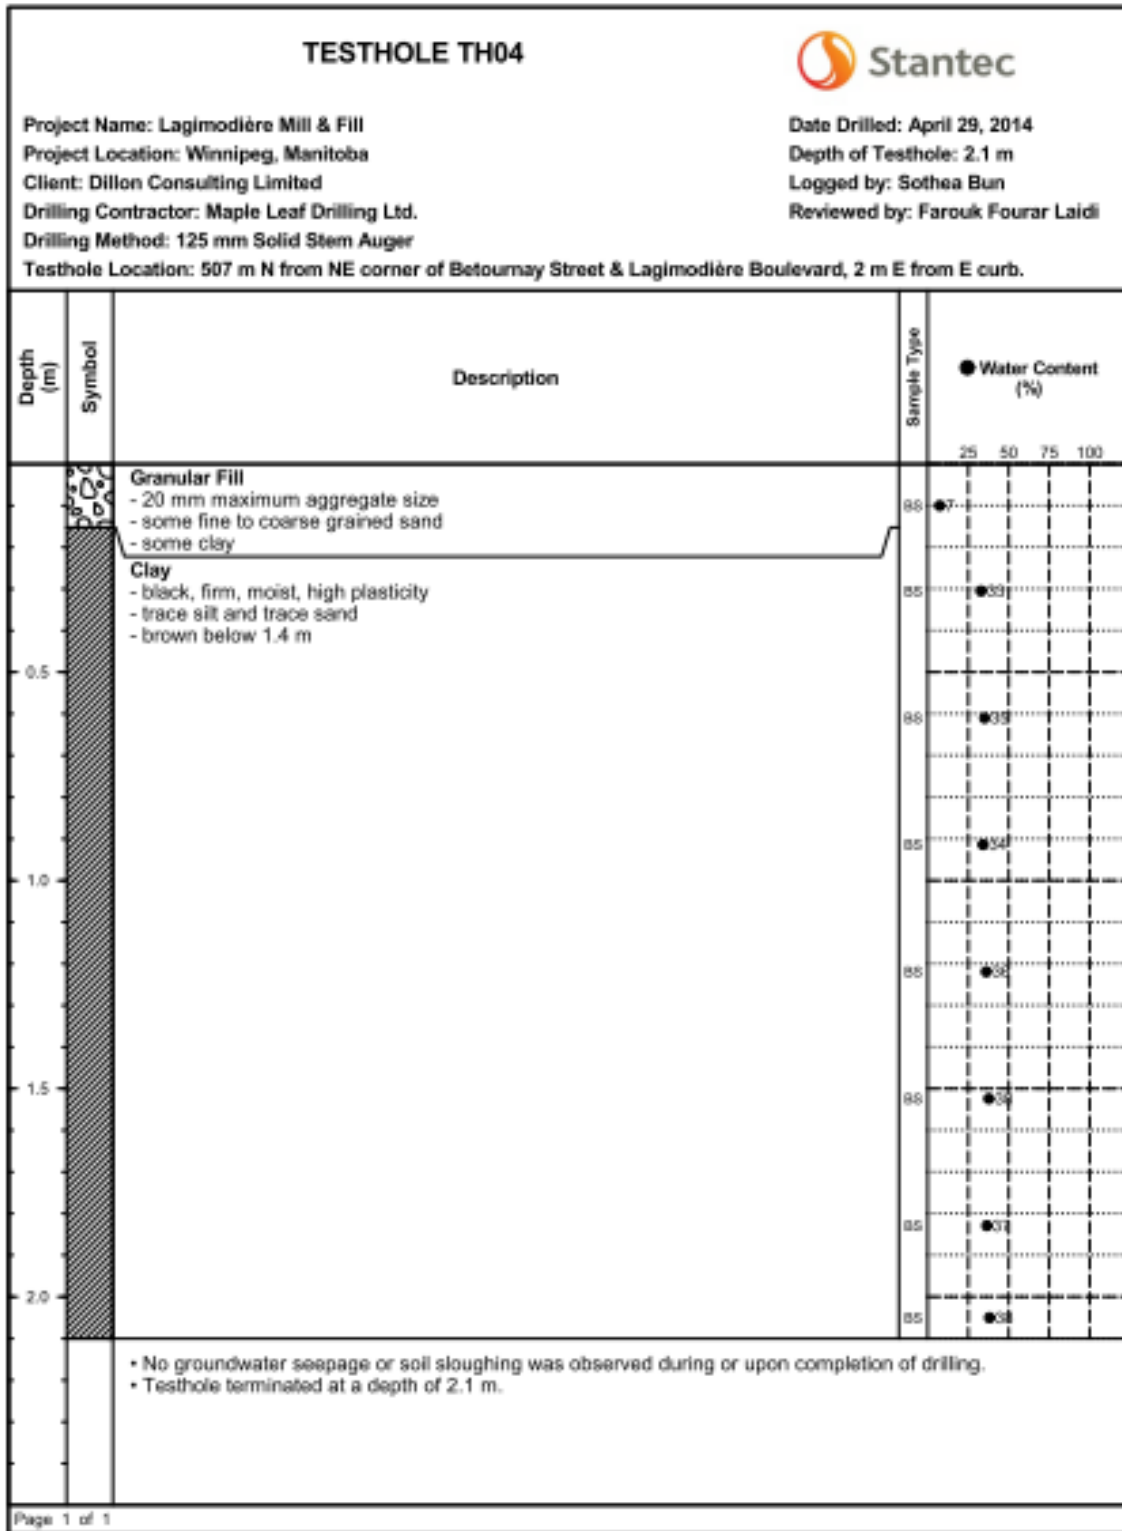 TESTHOLE TH04
Stantec
Project Name: Lagimodière Mill & Fill
Date Drilled: April 29, 2014
Project Location: Winnipeg, Manitoba
Depth of Testhole: 2.1 m
Client: Dillon Consulting Limited
Logged by: Sothea Bun
Drilling Contractor: Maple Leaf Drilling Ltd.
Reviewed by: Farouk Fourar Laidi
Drilling Method: 125 mm Solid Stem Auger
Testhole Location: 507 m N from NE corner of Betournay Street & Lagimodière Boulevard, 2 m E from E curb.
Depth
(m)
Symbol
Description
Sample Type
Water Content
(%)
25 50 75 100
Granular Fill
- 20 mm maximum aggregate size
- some fine to coarse grained sand
- some clay
BS 7
Clay
- black, firm, moist, high plasticity
- trace silt and trace sand
- brown below 1.4 m
BS 33
0.5
BS 35
BS 34
1.0
BS 36
1.5
BS
BS 37
2.0
BS 38
• No groundwater seepage or soil sloughing was observed during or upon completion of drilling.
• Testhole terminated at a depth of 2.1 m.
Page 1 of 1